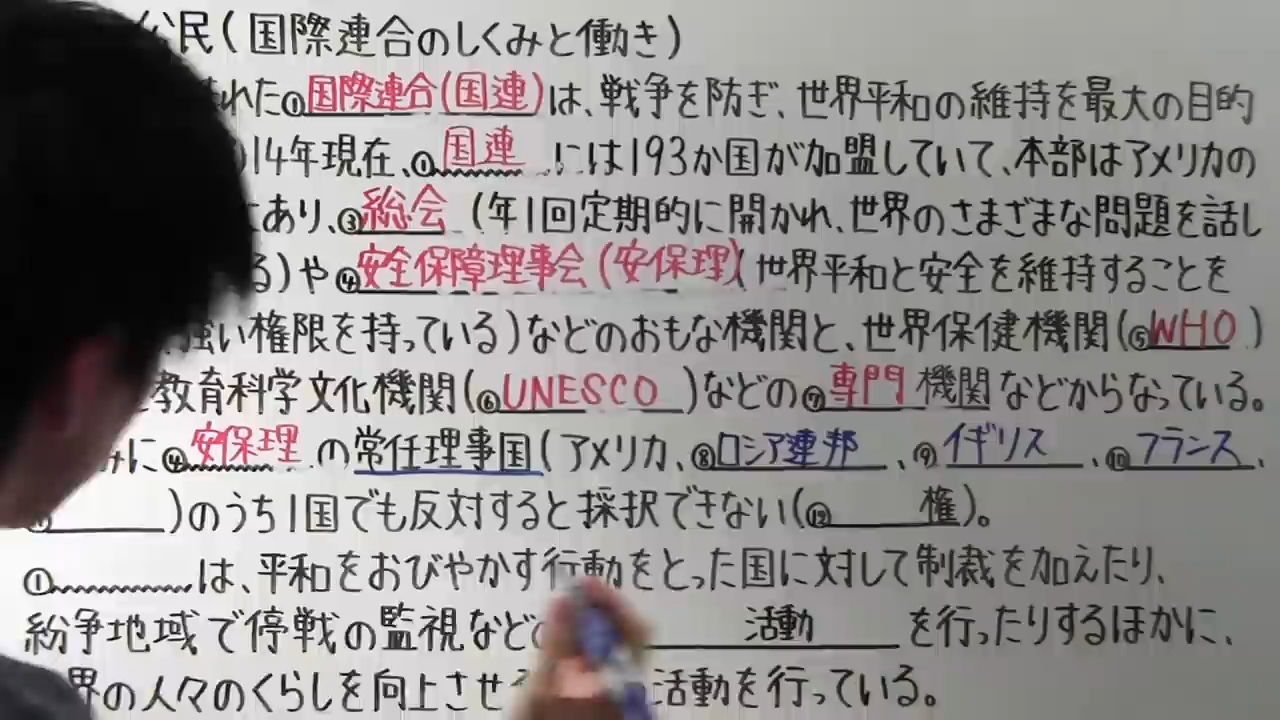 公民(国際連合のしくみと働き)
れた①国際連合(国連)は、戦争を防ぎ、世界平和の維持を最大の目的
14年現在、①国連には193か国が加盟していて、本部はアメリカの
にあり、③総会(年1回定期的に開かれ、世界のさまざまな問題を話し
る)や④安全保障理事会(安保理)(世界平和と安全を維持することを
強い権限を持っている)などのおもな機関と、世界保健機関(⑤WHO)
教育科学文化機関(⑥UNESCO)などの⑦専門機関などからなっている。
みに④安保理の常任理事国(アメリカ、⑧ロシア連邦、⑨イギリス、⑩フランス、
)のうち1国でも反対すると採択できない(⑫ 権)。
①は、平和をおびやかす行動をとった国に対して制裁を加えたり、
紛争地域で停戦の監視など 活動を行ったりするほかに、
界の人々のくらしを向上させ 活動を行っている。